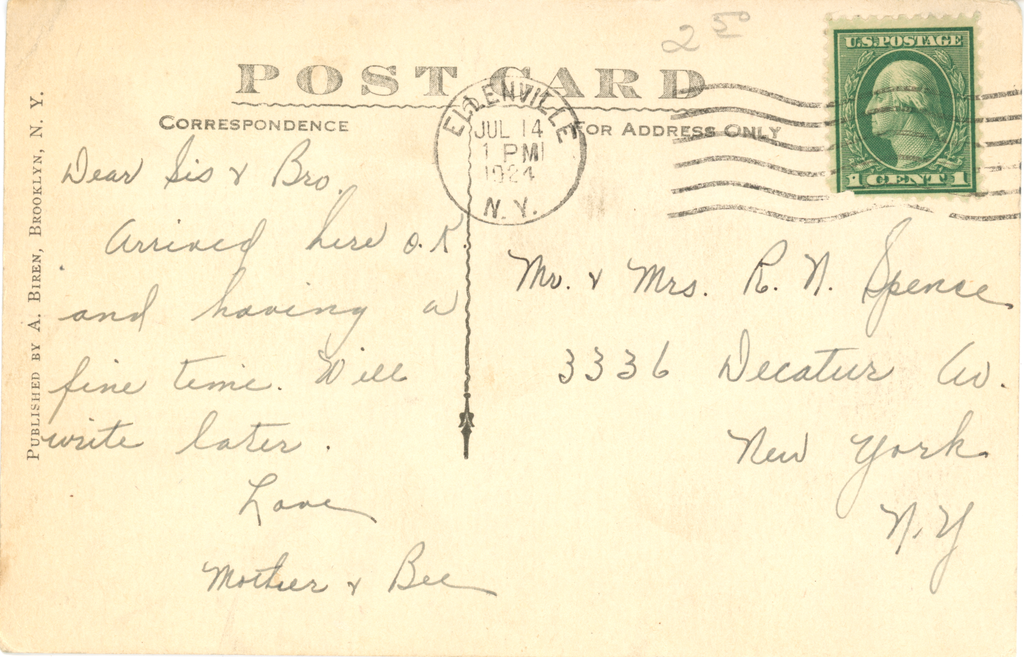 2 50
POST CARD
U.S. POSTAGE
1 CENT 1
ELLENVILLE
JUL 14
1 PM
1924
N. Y.
CORRESPONDENCE
FOR ADDRESS ONLY
PUBLISHED BY A. BIREN, BROOKLYN, N. Y.
Dear Sis & Bro.
Arrived here o.k.
and having a
fine time. Will
write later.
Love
Mother & Bee
Mr. & Mrs. R. N. Spence
3336 Decatur Av.
New York
N.Y